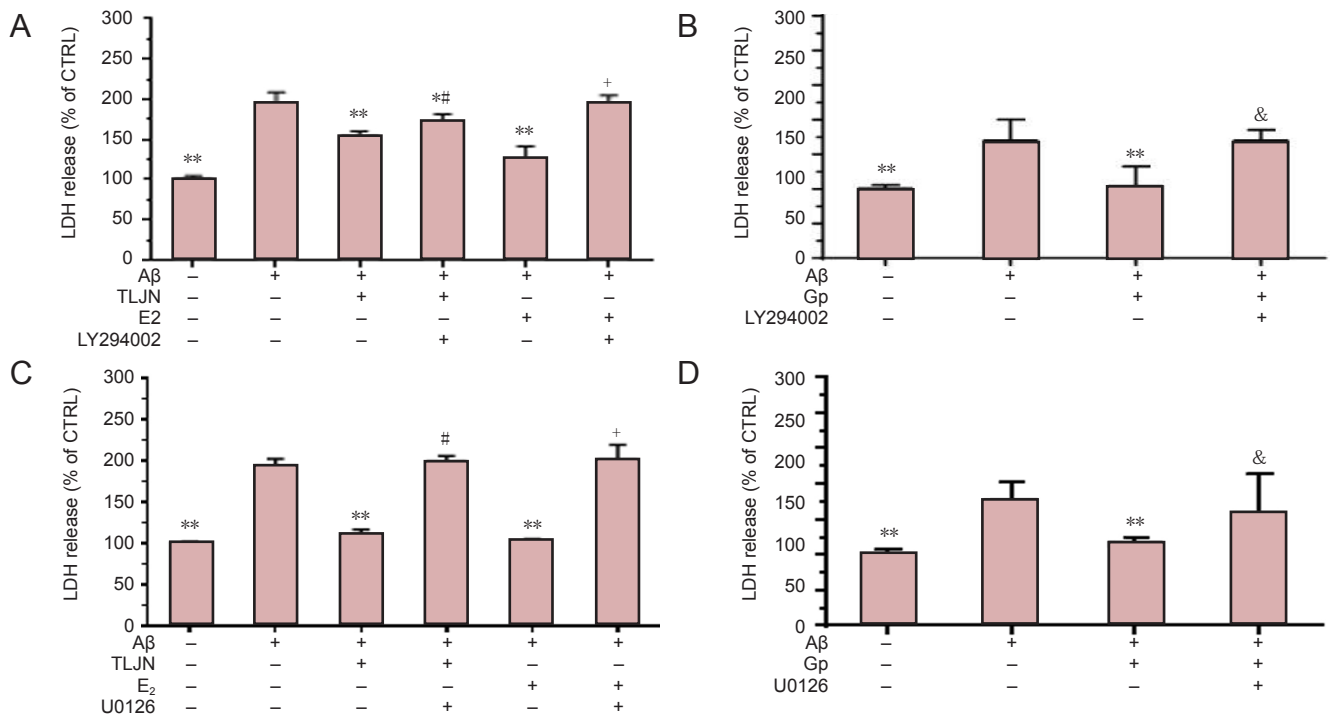 A
LDH release (% of CTRL)
300
250
200
150
100
50
0
**
**
*#
**
+
Aβ – + + + + +
TLJN – – + + – –
E2 – – – – + +
LY294002 – – – + – +
B
LDH release (% of CTRL)
300
250
200
150
100
50
0
**
**
&
Aβ – + + +
Gp – – + +
LY294002 – – – +
C
LDH release (% of CTRL)
300
250
200
150
100
50
0
**
**
#
**
+
Aβ – + + + + +
TLJN – – + + – –
E₂ – – – – + +
U0126 – – – + – +
D
LDH release (% of CTRL)
300
250
200
150
100
50
0
**
**
&
Aβ – + + +
Gp – – + +
U0126 – – – +